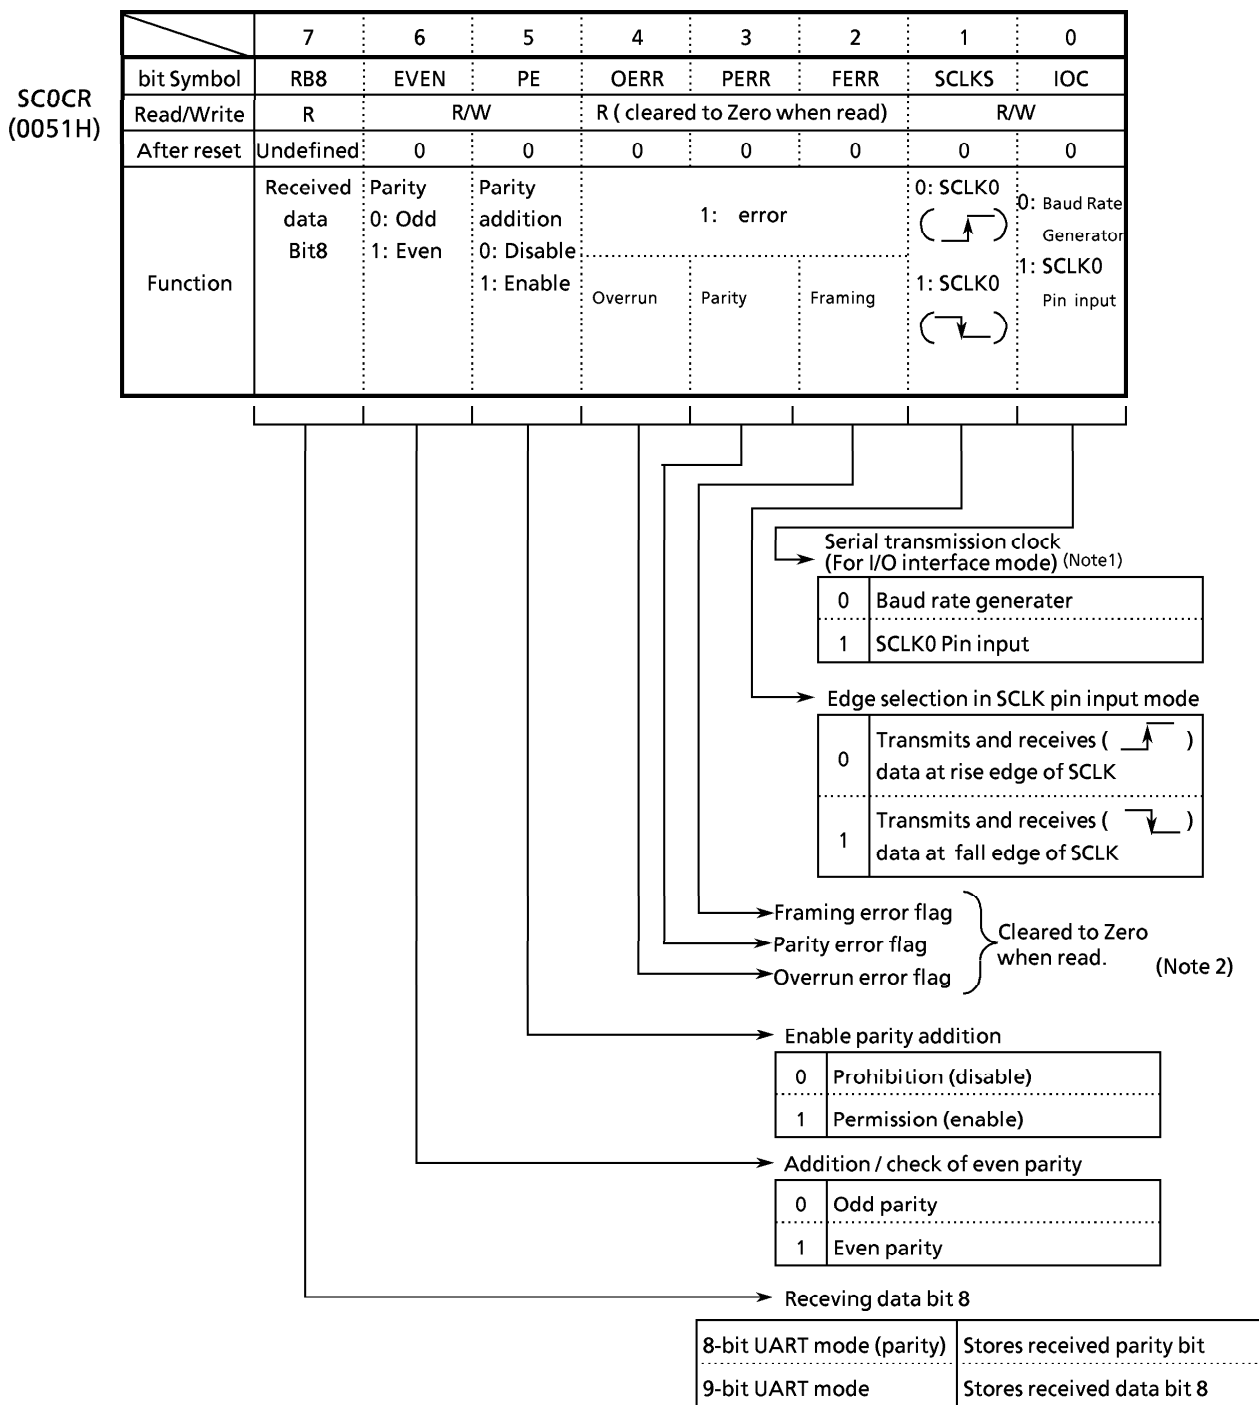 7 6 5 4 3 2 1 0
bit Symbol RB8 EVEN PE OERR PERR FERR SCLKS IOC
SC0CR
(0051H)
Read/Write R R/W R ( cleared to Zero when read) R/W
After reset Undefined 0 0 0 0 0 0 0
Function
Received
data
Bit8
Parity
0: Odd
1: Even
Parity
addition
0: Disable
1: Enable
1: error
Overrun
Parity
Framing
0: SCLK0
( )
1: SCLK0
( )
0: Baud Rate
Generator
1: SCLK0
Pin input
Serial transmission clock
(For I/O interface mode) (Note1)
0 Baud rate generater
1 SCLK0 Pin input
Edge selection in SCLK pin input mode
0 Transmits and receives ( )
data at rise edge of SCLK
1 Transmits and receives ( )
data at fall edge of SCLK
Framing error flag
Parity error flag
Overrun error flag
Cleared to Zero
when read.
(Note 2)
Enable parity addition
0 Prohibition (disable)
1 Permission (enable)
Addition / check of even parity
0 Odd parity
1 Even parity
Receving data bit 8
8-bit UART mode (parity) Stores received parity bit
9-bit UART mode Stores received data bit 8